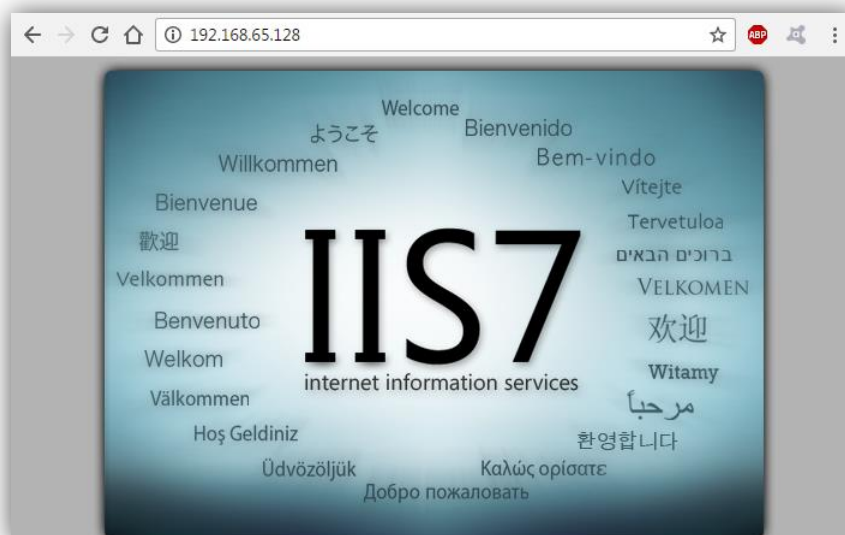 192.168.65.128
ABP
Welcome
ようこそ
Bienvenido
Willkommen
Bem-vindo
Bienvenue
Vítejte
歡迎
Tervetuloa
ברוכים הבאים
Velkommen
VELKOMEN
Benvenuto
欢迎
Welkom
Witamy
Välkommen
مرحباً
Hoş Geldiniz
환영합니다
Üdvözöljük
Καλώς ορίσατε
Добро пожаловать
IIS7
internet information services